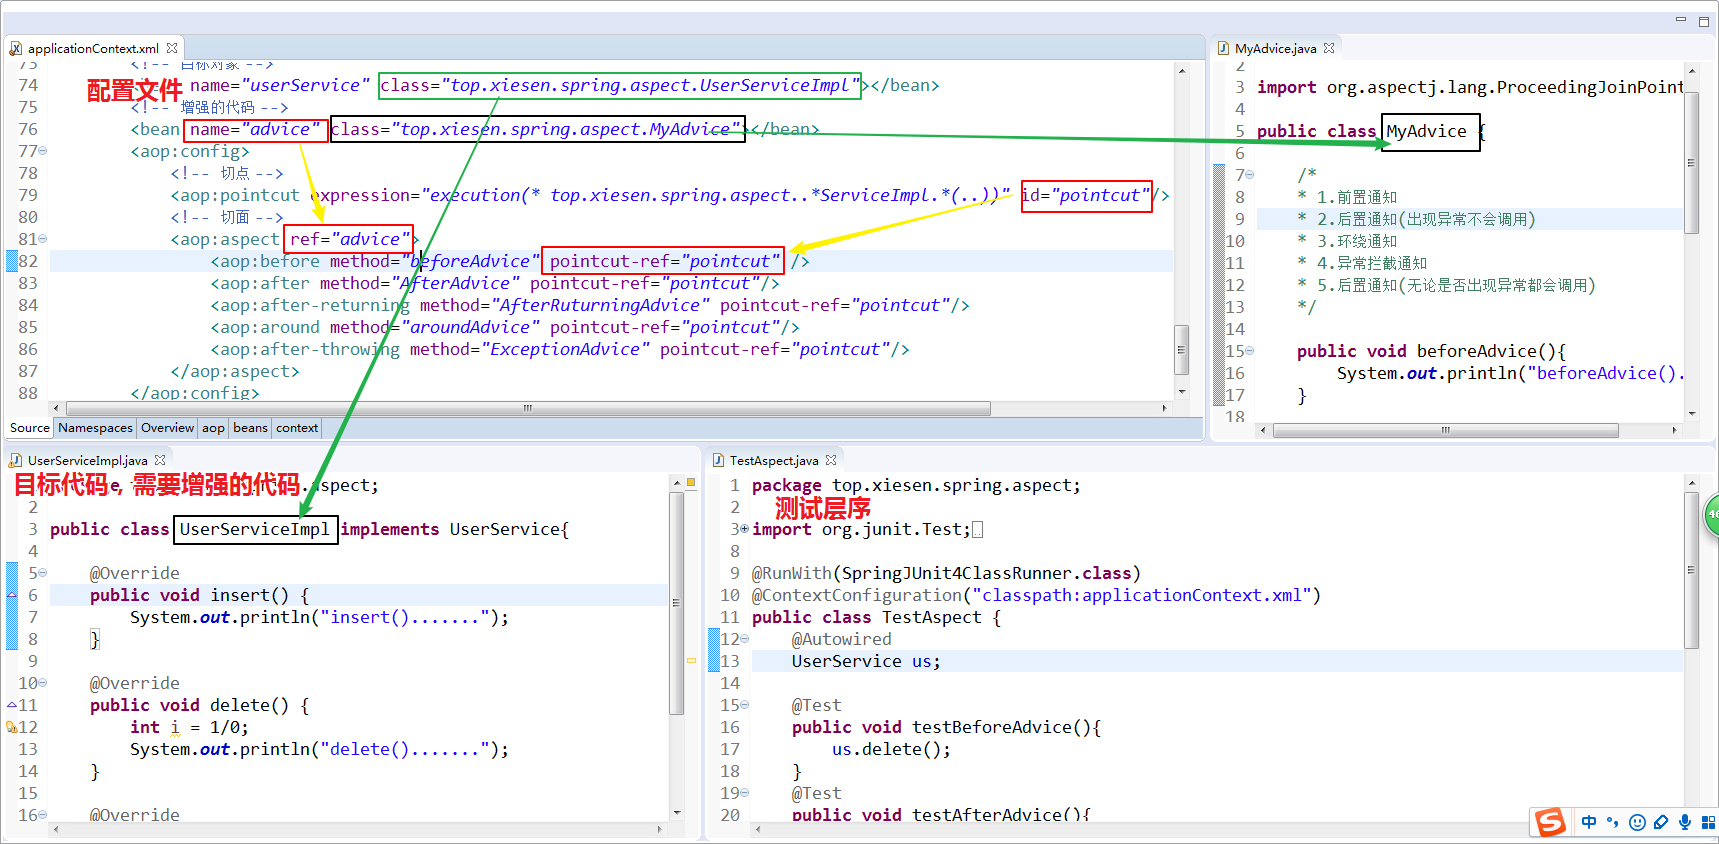 applicationContext.xml
73 <!-- 目标对象 -->
配置文件
74 name="userService" class="top.xiesen.spring.aspect.UserServiceImpl"></bean>
75 <!-- 增强的代码 -->
76 <bean name="advice" class="top.xiesen.spring.aspect.MyAdvice"></bean>
77 <aop:config>
78 <!-- 切点 -->
79 <aop:pointcut expression="execution(* top.xiesen.spring.aspect..*ServiceImpl.*(..))" id="pointcut"/>
80 <!-- 切面 -->
81 <aop:aspect ref="advice">
82 <aop:before method="beforeAdvice" pointcut-ref="pointcut" />
83 <aop:after method="AfterAdvice" pointcut-ref="pointcut"/>
84 <aop:after-returning method="AfterRuturningAdvice" pointcut-ref="pointcut"/>
85 <aop:around method="aroundAdvice" pointcut-ref="pointcut"/>
86 <aop:after-throwing method="ExceptionAdvice" pointcut-ref="pointcut"/>
87 </aop:aspect>
88 </aop:config>
Source Namespaces Overview aop beans context
MyAdvice.java
2
3 import org.aspectj.lang.ProceedingJoinPoint
4
5 public class MyAdvice {
6
7 /*
8 * 1.前置通知
9 * 2.后置通知(出现异常不会调用)
10 * 3.环绕通知
11 * 4.异常拦截通知
12 * 5.后置通知(无论是否出现异常都会调用)
13 */
14
15 public void beforeAdvice(){
16 System.out.println("beforeAdvice().
17 }
18
UserServiceImpl.java
目标代码，需要增强的代码
.aspect;
2
3 public class UserServiceImpl implements UserService{
4
5 @Override
6 public void insert() {
7 System.out.println("insert().......");
8 }
9
10 @Override
11 public void delete() {
12 int i = 1/0;
13 System.out.println("delete().......");
14 }
15
16 @Override
TestAspect.java
1 package top.xiesen.spring.aspect;
2
测试层序
3 import org.junit.Test;
8
9 @RunWith(SpringJUnit4ClassRunner.class)
10 @ContextConfiguration("classpath:applicationContext.xml")
11 public class TestAspect {
12 @Autowired
13 UserService us;
14
15 @Test
16 public void testBeforeAdvice(){
17 us.delete();
18 }
19 @Test
20 public void testAfterAdvice(){
46
S 中